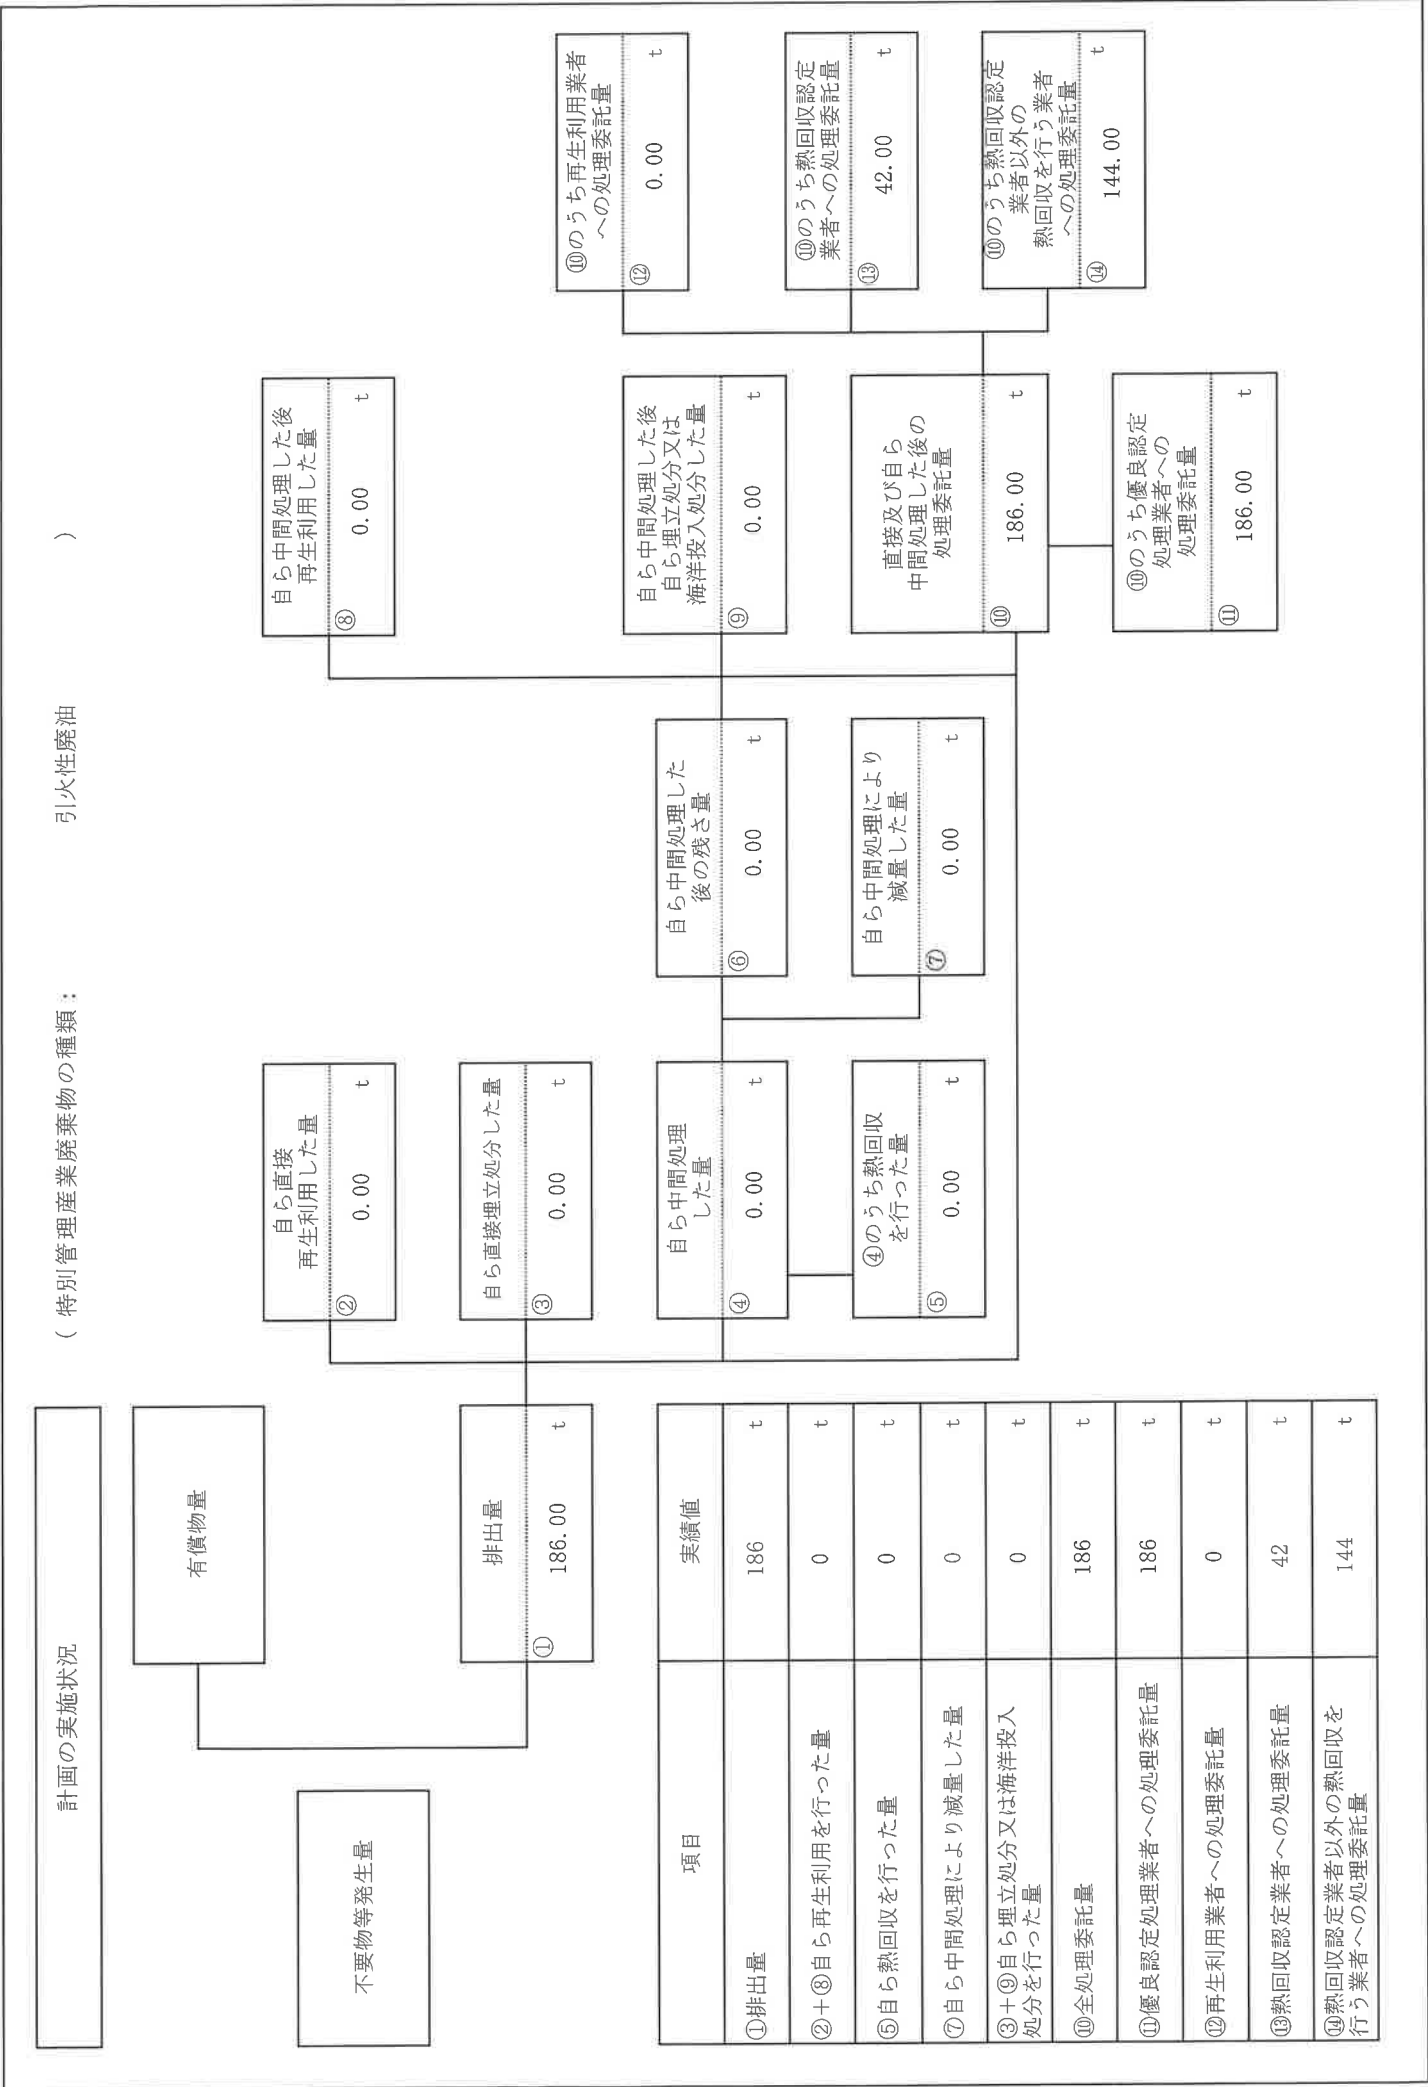 計画の実施状況
(特別管理産業廃棄物の種類： 引火性廃油 )
不要物等発生量
有償物量
排出量
① 186.00 t
自ら直接
再生利用した量
② 0.00 t
自ら直接埋立処分した量
③ 0.00 t
自ら中間処理
した量
④ 0.00 t
④のうち熱回収
を行った量
⑤ 0.00 t
自ら中間処理した
後の残さ量
⑥ 0.00 t
自ら中間処理により
減量した量
⑦ 0.00 t
自ら中間処理した後
再生利用した量
⑧ 0.00 t
自ら中間処理した後
自ら埋立処分又は
海洋投入処分した量
⑨ 0.00 t
直接及び自ら
中間処理した後の
処理委託量
⑩ 186.00 t
⑩のうち優良認定
処理業者への
処理委託量
⑪ 186.00 t
⑩のうち再生利用業者
への処理委託量
⑫ 0.00 t
⑩のうち熱回収認定
業者への処理委託量
⑬ 42.00 t
⑩のうち熱回収認定
業者以外の
熱回収を行う業者
への処理委託量
⑭ 144.00 t
項目 実績値
①排出量 186 t
②＋⑧自ら再生利用を行った量 0 t
⑤自ら熱回収を行った量 0 t
⑦自ら中間処理により減量した量 0 t
③＋⑨自ら埋立処分又は海洋投入
処分を行った量 0 t
⑩全処理委託量 186 t
⑪優良認定処理業者への処理委託量 186 t
⑫再生利用業者への処理委託量 0 t
⑬熱回収認定業者への処理委託量 42 t
⑭熱回収認定業者以外の熱回収を
行う業者への処理委託量 144 t